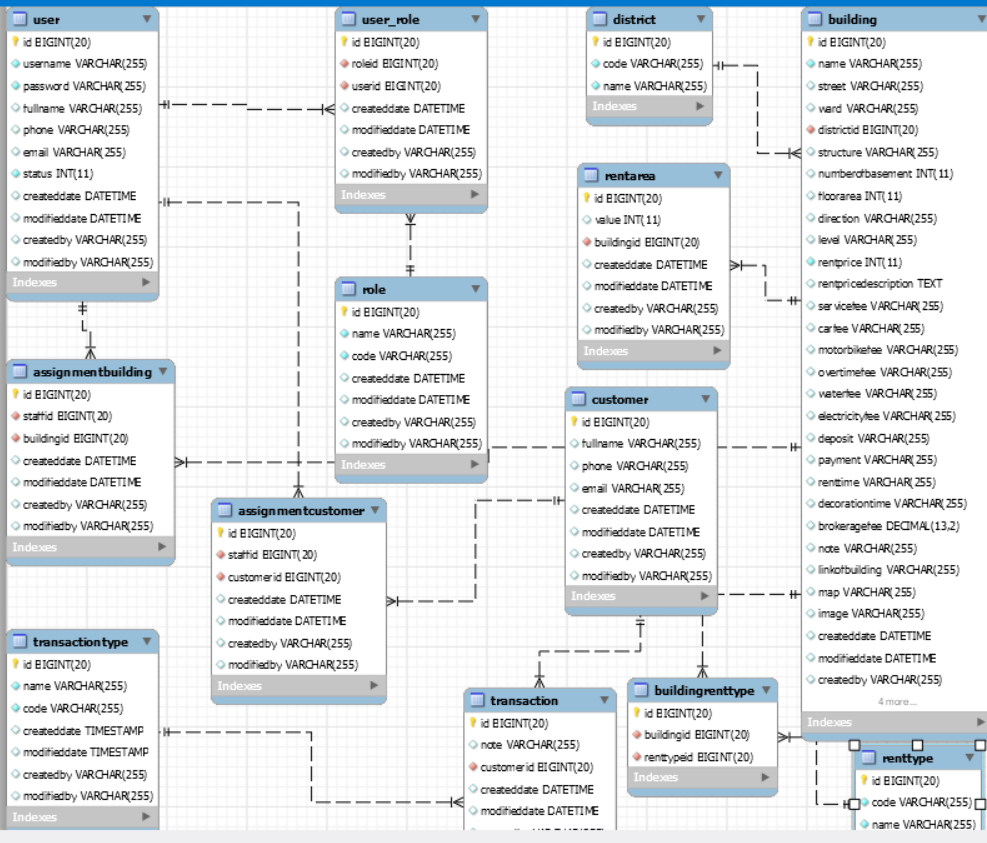 user
id BIGINT(20)
username VARCHAR(255)
password VARCHAR(255)
fullname VARCHAR(255)
phone VARCHAR(255)
email VARCHAR(255)
status INT(11)
createddate DATETIME
modifieddate DATETIME
createdby VARCHAR(255)
modifiedby VARCHAR(255)
Indexes
user_role
id BIGINT(20)
roleid BIGINT(20)
userid BIGINT(20)
createddate DATETIME
modifieddate DATETIME
createdby VARCHAR(255)
modifiedby VARCHAR(255)
Indexes
district
id BIGINT(20)
code VARCHAR(255)
name VARCHAR(255)
Indexes
building
id BIGINT(20)
name VARCHAR(255)
street VARCHAR(255)
ward VARCHAR(255)
districtid BIGINT(20)
structure VARCHAR(255)
numberofbasement INT(11)
floorarea INT(11)
direction VARCHAR(255)
level VARCHAR(255)
rentprice INT(11)
rentpricedescription TEXT
servicefee VARCHAR(255)
carfee VARCHAR(255)
motorbikefee VARCHAR(255)
overtimefee VARCHAR(255)
waterfee VARCHAR(255)
electricityfee VARCHAR(255)
deposit VARCHAR(255)
payment VARCHAR(255)
renttime VARCHAR(255)
decorationtime VARCHAR(255)
brokeragefee DECIMAL(13,2)
note VARCHAR(255)
linkofbuilding VARCHAR(255)
map VARCHAR(255)
image VARCHAR(255)
createddate DATETIME
modifieddate DATETIME
createdby VARCHAR(255)
4 more...
Indexes
rentarea
id BIGINT(20)
value INT(11)
buildingid BIGINT(20)
createddate DATETIME
modifieddate DATETIME
createdby VARCHAR(255)
modifiedby VARCHAR(255)
Indexes
role
id BIGINT(20)
name VARCHAR(255)
code VARCHAR(255)
createddate DATETIME
modifieddate DATETIME
createdby VARCHAR(255)
modifiedby VARCHAR(255)
Indexes
assignmentbuilding
id BIGINT(20)
staffid BIGINT(20)
buildingid BIGINT(20)
createddate DATETIME
modifieddate DATETIME
createdby VARCHAR(255)
modifiedby VARCHAR(255)
Indexes
customer
id BIGINT(20)
fullname VARCHAR(255)
phone VARCHAR(255)
email VARCHAR(255)
createddate DATETIME
modifieddate DATETIME
createdby VARCHAR(255)
modifiedby VARCHAR(255)
Indexes
assignmentcustomer
id BIGINT(20)
staffid BIGINT(20)
customerid BIGINT(20)
createddate DATETIME
modifieddate DATETIME
createdby VARCHAR(255)
modifiedby VARCHAR(255)
Indexes
transactiontype
id BIGINT(20)
name VARCHAR(255)
code VARCHAR(255)
createddate TIMESTAMP
modifieddate TIMESTAMP
createdby VARCHAR(255)
modifiedby VARCHAR(255)
Indexes
transaction
id BIGINT(20)
note VARCHAR(255)
customerid BIGINT(20)
createddate DATETIME
modifieddate DATETIME
buildingrenttype
id BIGINT(20)
buildingid BIGINT(20)
renttypeid BIGINT(20)
Indexes
renttype
id BIGINT(20)
code VARCHAR(255)
name VARCHAR(255)